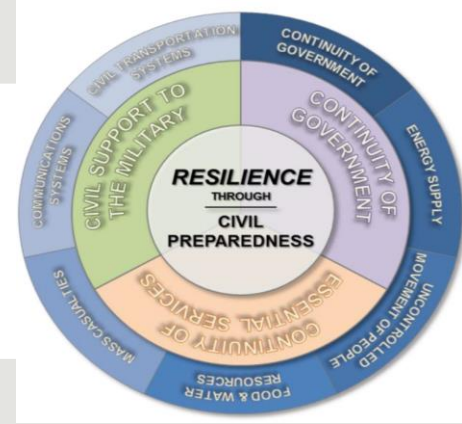 RESILIENCE
THROUGH
CIVIL
PREPAREDNESS
CONTINUITY OF
GOVERNMENT
CONTINUITY OF
ESSENTIAL SERVICES
CIVIL SUPPORT TO
THE MILITARY
CONTINUITY OF
GOVERNMENT
ENERGY SUPPLY
UNCONTROLLED
MOVEMENT OF PEOPLE
FOOD & WATER
RESOURCES
MASS CASUALTIES
COMMUNICATIONS
SYSTEMS
CIVIL TRANSPORTATION
SYSTEMS